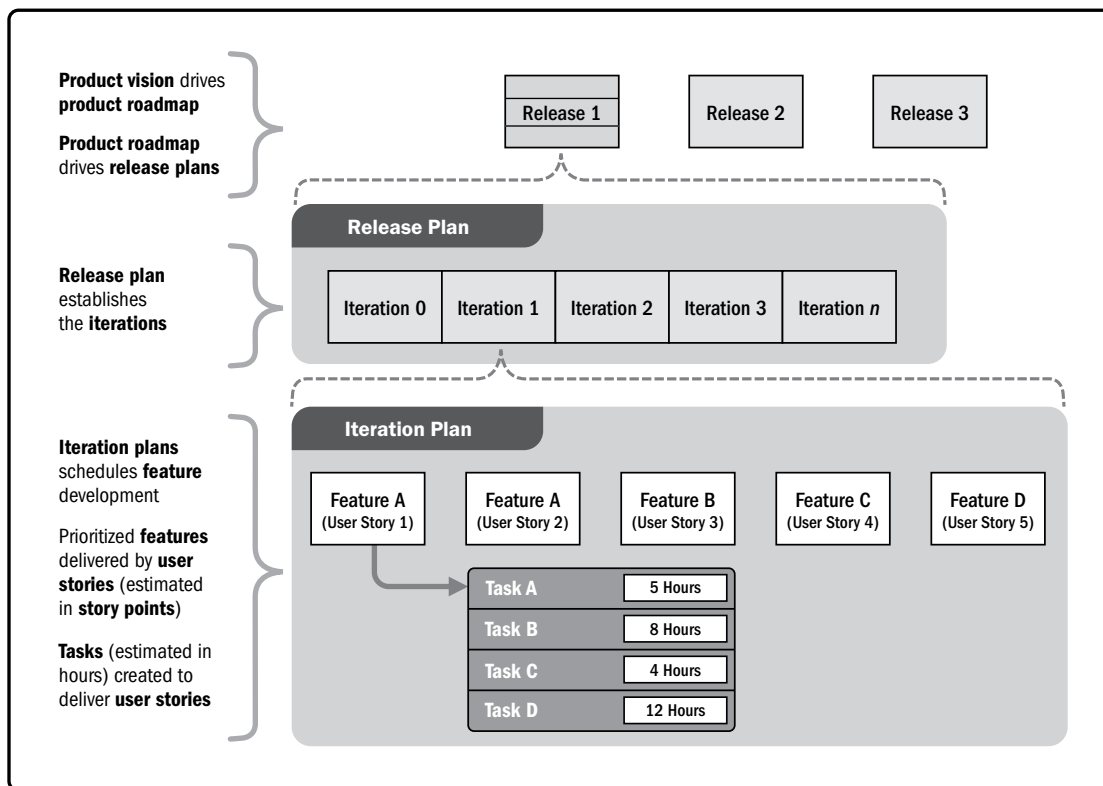 Product vision drives
product roadmap
Product roadmap
drives release plans
Release 1
Release 2
Release 3
Release Plan
Release plan
establishes
the iterations
Iteration 0
Iteration 1
Iteration 2
Iteration 3
Iteration n
Iteration Plan
Iteration plans
schedules feature
development
Prioritized features
delivered by user
stories (estimated
in story points)
Tasks (estimated in
hours) created to
deliver user stories
Feature A
(User Story 1)
Feature A
(User Story 2)
Feature B
(User Story 3)
Feature C
(User Story 4)
Feature D
(User Story 5)
Task A 5 Hours
Task B 8 Hours
Task C 4 Hours
Task D 12 Hours